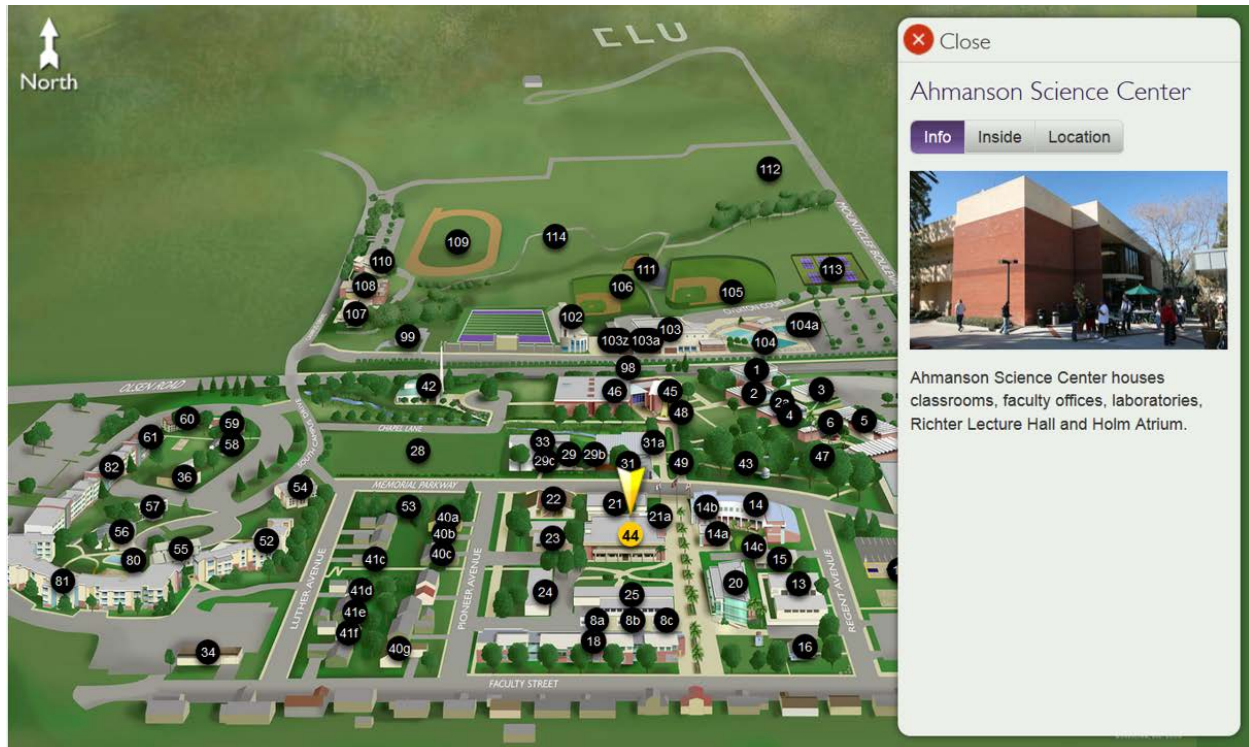 CLU
North
Close
Ahmanson Science Center
Info Inside Location
Ahmanson Science Center houses
classrooms, faculty offices, laboratories,
Richter Lecture Hall and Holm Atrium.
112
MOUNTCLEF
109
114
110
111
113
108
106
105
107
102
103
104a
99
103z
103a
104
98
1
OLSEN ROAD
42
46
45
2
2a
3
48
4
60
59
CHAPEL LANE
6
5
61
58
33
31a
28
29c
29
29b
31
49
43
47
82
36
54
MEMORIAL PARKWAY
57
53
22
21
14b
14
40a
21a
56
40b
23
44
14a
52
55
40c
14c
80
41c
15
81
41d
24
20
13
25
LUTHER AVENUE
PIONEER AVENUE
REGENT AVENUE
41e
8a
8b
8c
41f
18
34
40g
16
FACULTY STREET